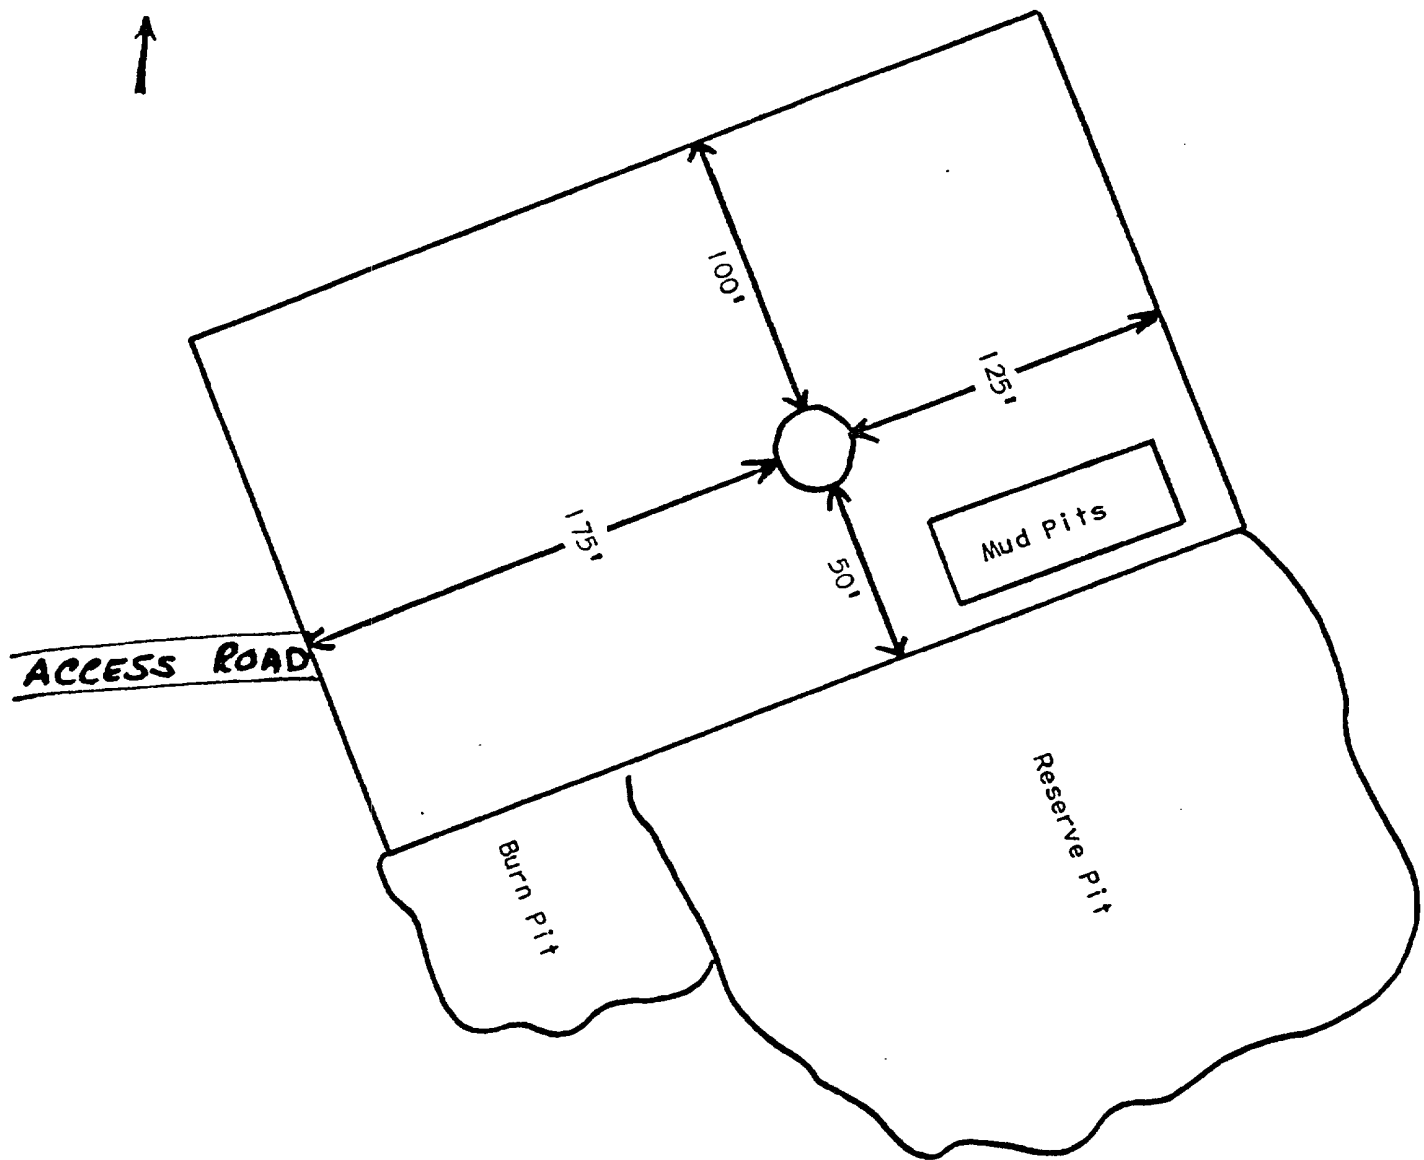 100'
125'
175'
50'
Mud Pits
ACCESS ROAD
Reserve Pit
Burn Pit